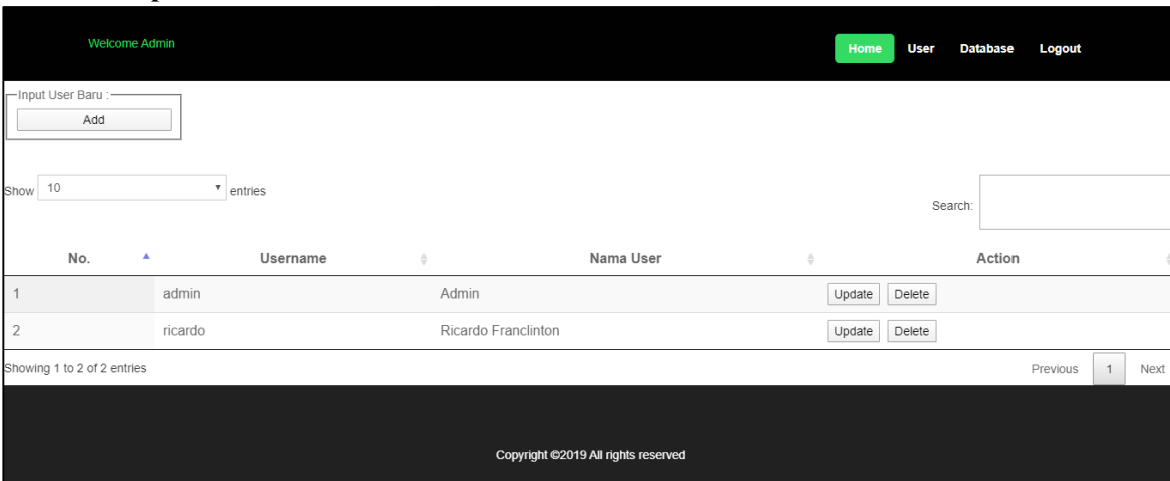 Welcome Admin
Home User Database Logout
Input User Baru :
Add
Show 10 entries
Search:
No. Username Nama User Action
1 admin Admin Update Delete
2 ricardo Ricardo Franclinton Update Delete
Showing 1 to 2 of 2 entries
Previous 1 Next
Copyright ©2019 All rights reserved